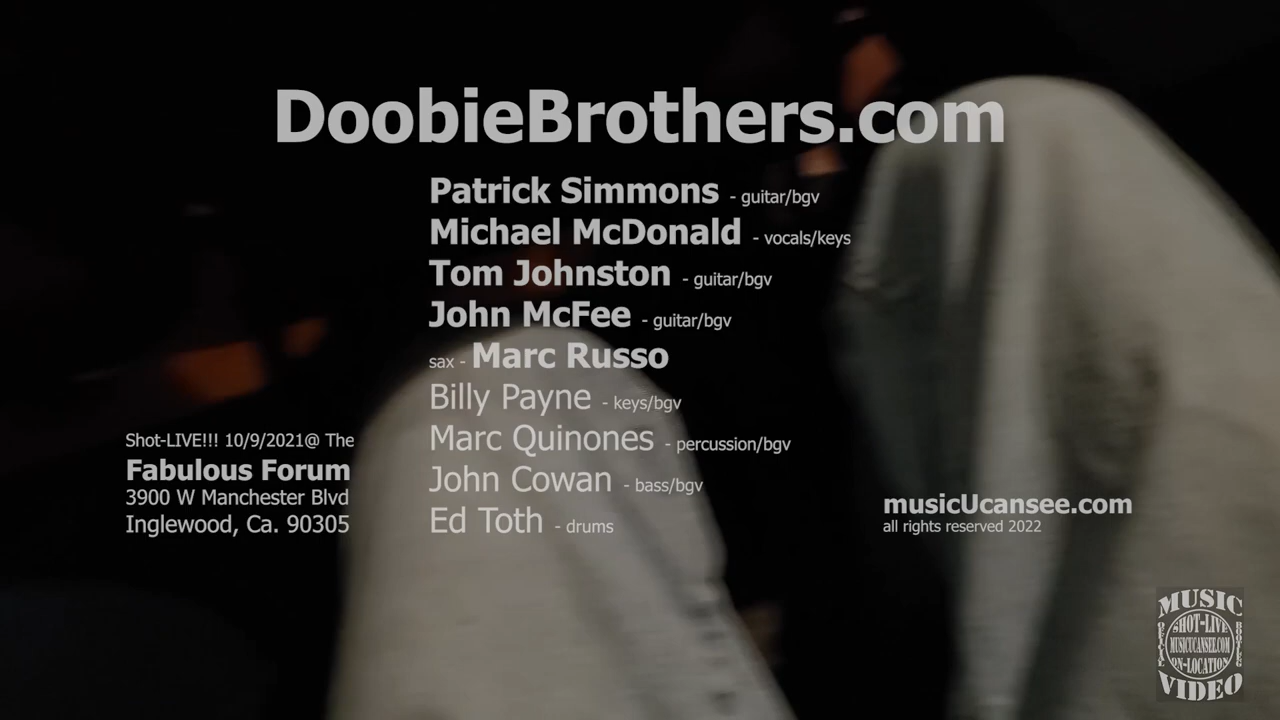 DoobieBrothers.com
Patrick Simmons - guitar/bgv
Michael McDonald - vocals/keys
Tom Johnston - guitar/bgv
John McFee - guitar/bgv
sax - Marc Russo
Billy Payne - keys/bgv
Marc Quinones - percussion/bgv
John Cowan - bass/bgv
Ed Toth - drums
Shot-LIVE!!! 10/9/2021@ The
Fabulous Forum
3900 W Manchester Blvd
Inglewood, Ca. 90305
musicUcansee.com
all rights reserved 2022
MUSIC
SHOT-LIVE
MUSICUCANSEE.COM
ON-LOCATION
VIDEO